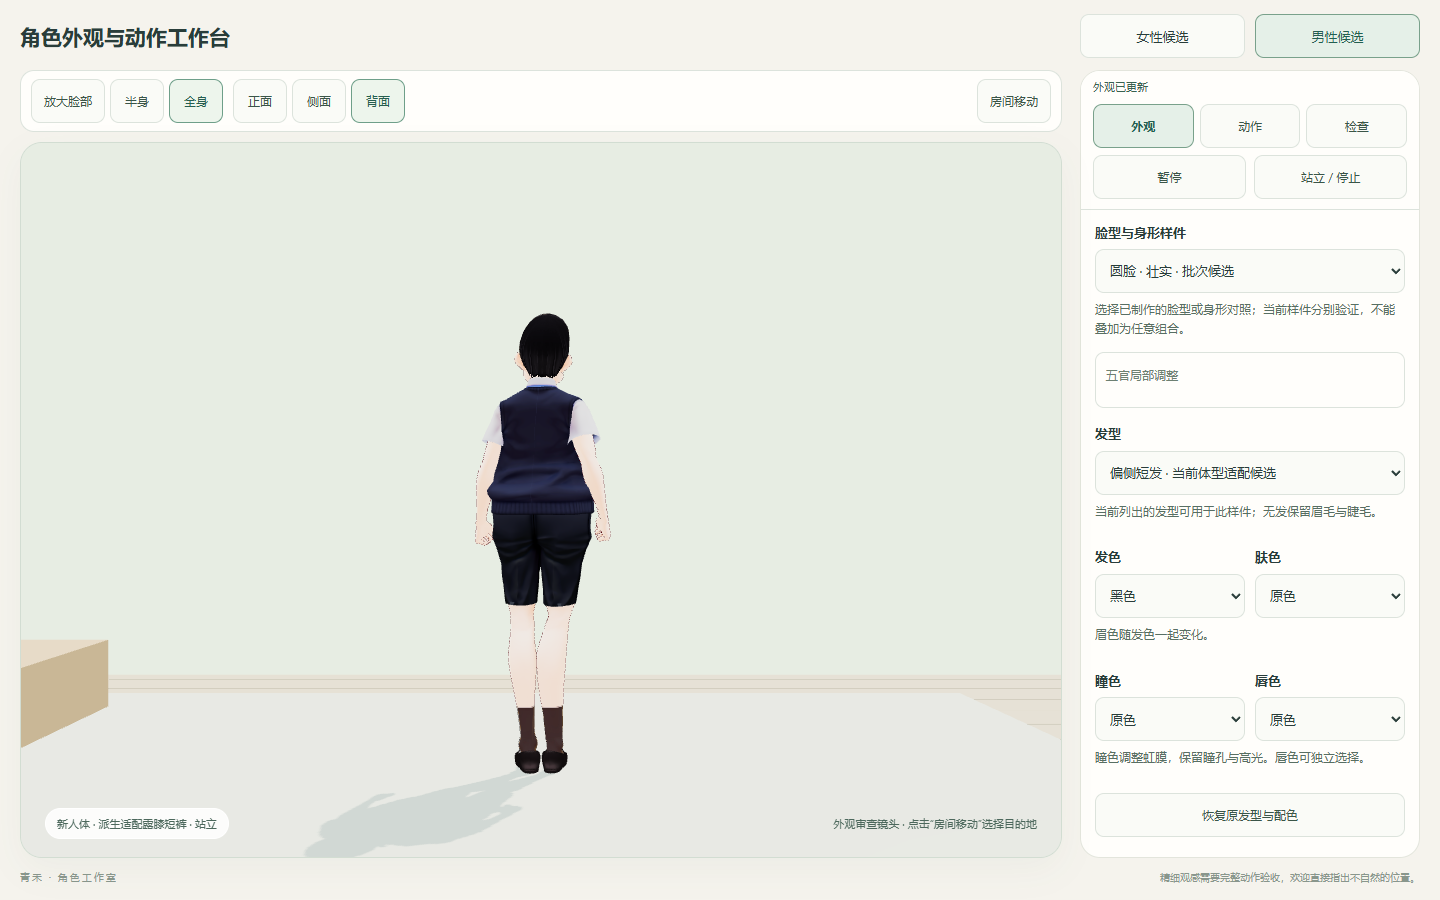 角色外观与动作工作台
女性候选
男性候选
放大脸部
半身
全身
正面
侧面
背面
房间移动
外观已更新
外观
动作
检查
暂停
站立 / 停止
脸型与身形样件
圆脸 · 壮实 · 批次候选
选择已制作的脸型或身形对照；当前样件分别验证，不能
叠加为任意组合。
五官局部调整
发型
偏侧短发 · 当前体型适配候选
当前列出的发型可用于此样件；无发保留眉毛与睫毛。
发色
肤色
黑色
原色
眉色随发色一起变化。
瞳色
唇色
原色
原色
瞳色调整虹膜，保留瞳孔与高光。唇色可独立选择。
恢复原发型与配色
新人体 · 派生适配露膝短裤 · 站立
外观审查镜头 · 点击“房间移动”选择目的地
青禾 · 角色工作室
精细观感需要完整动作验收，欢迎直接指出不自然的位置。